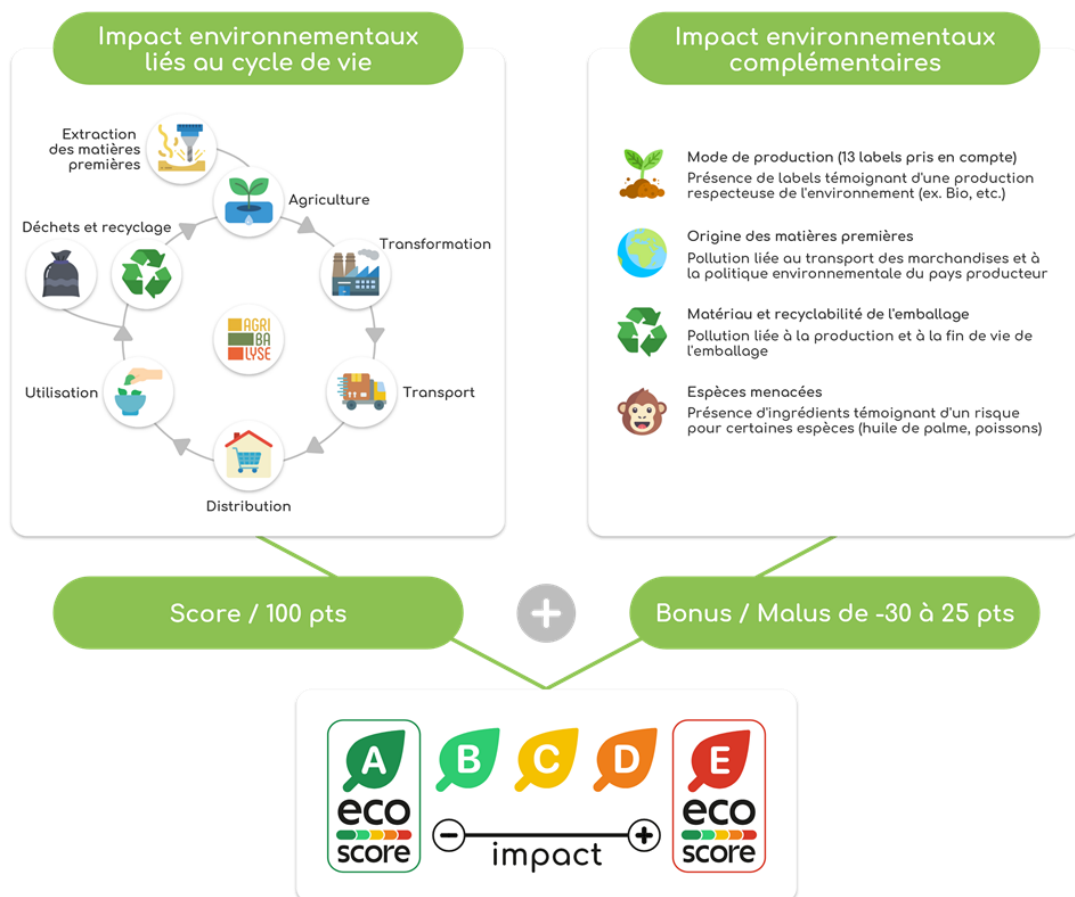 Impact environnementaux
liés au cycle de vie
Extraction
des matières
premières
Agriculture
Déchets et recyclage
Transformation
AGRI
BA
LYSE
Utilisation
Transport
Distribution
Impact environnementaux
complémentaires
Mode de production (13 labels pris en compte)
Présence de labels témoignant d'une production
respecteuse de l'environnement (ex. Bio, etc.)
Origine des matières premières
Pollution liée au transport des marchandises et à
la politique environnementale du pays producteur
Matériau et recyclabilité de l'emballage
Pollution liée à la production et à la fin de vie de
l'emballage
Espèces menacées
Présence d'ingrédients témoignant d'un risque
pour certaines espèces (huile de palme, poissons)
Score / 100 pts
+
Bonus / Malus de -30 à 25 pts
A
B
C
D
E
eco
score
− +
impact
eco
score